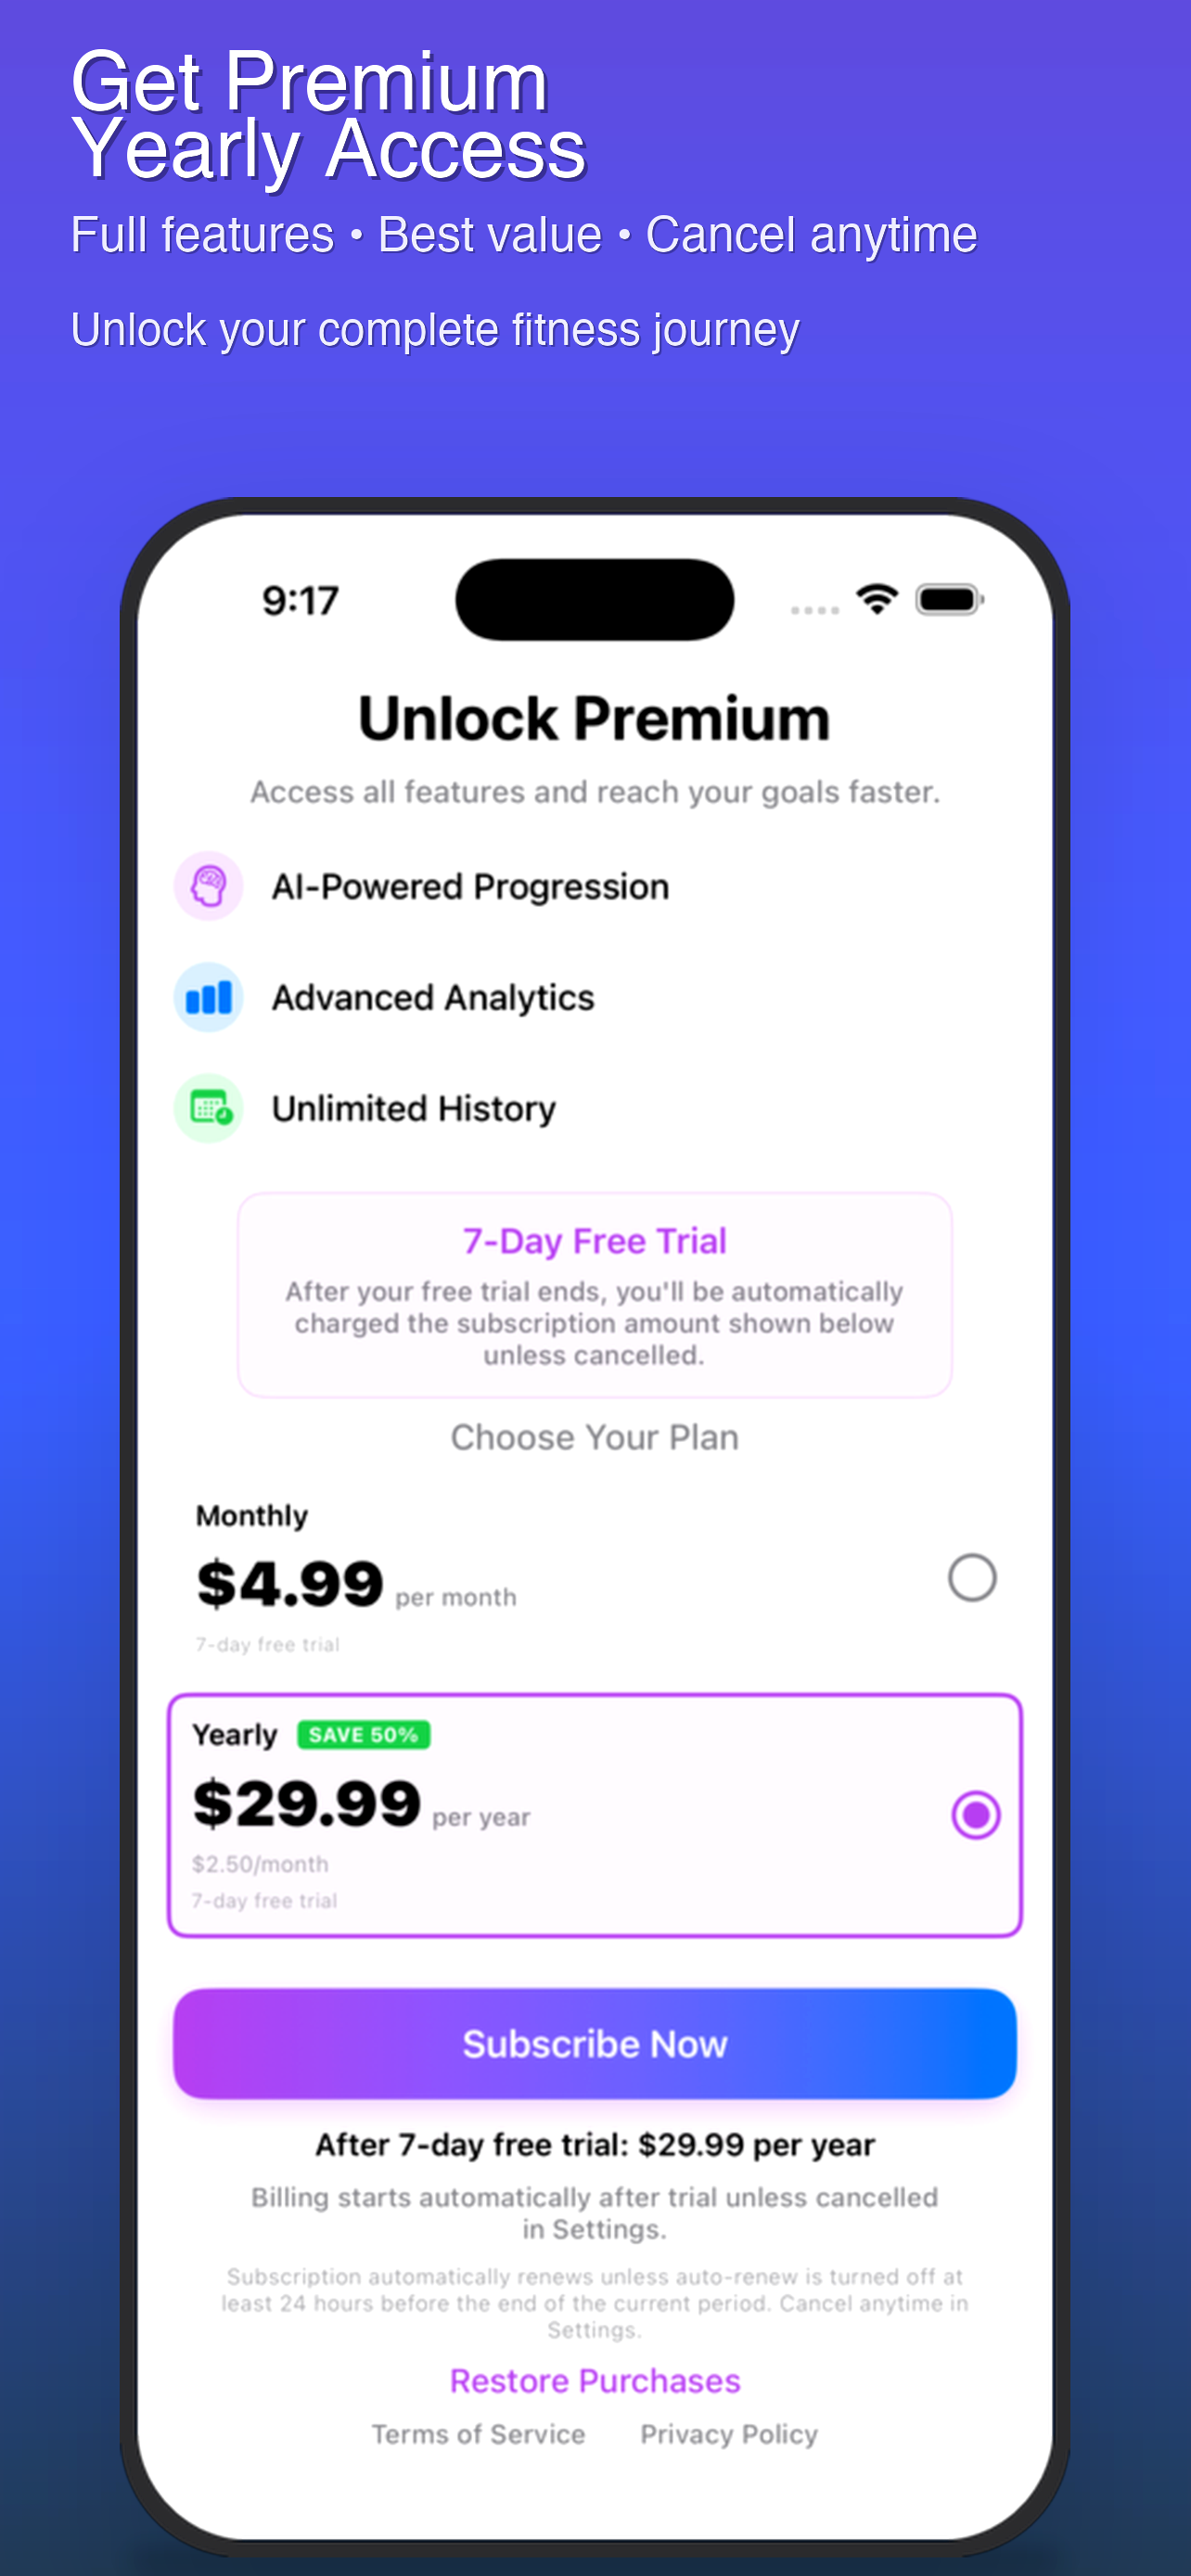 Get Premium
Yearly Access
Full features • Best value • Cancel anytime
Unlock your complete fitness journey
9:17
Unlock Premium
Access all features and reach your goals faster.
AI-Powered Progression
Advanced Analytics
Unlimited History
7-Day Free Trial
After your free trial ends, you'll be automatically
charged the subscription amount shown below
unless cancelled.
Choose Your Plan
Monthly
$4.99 per month
7-day free trial
Yearly SAVE 50%
$29.99 per year
$2.50/month
7-day free trial
Subscribe Now
After 7-day free trial: $29.99 per year
Billing starts automatically after trial unless cancelled
in Settings.
Subscription automatically renews unless auto-renew is turned off at
least 24 hours before the end of the current period. Cancel anytime in
Settings.
Restore Purchases
Terms of Service Privacy Policy